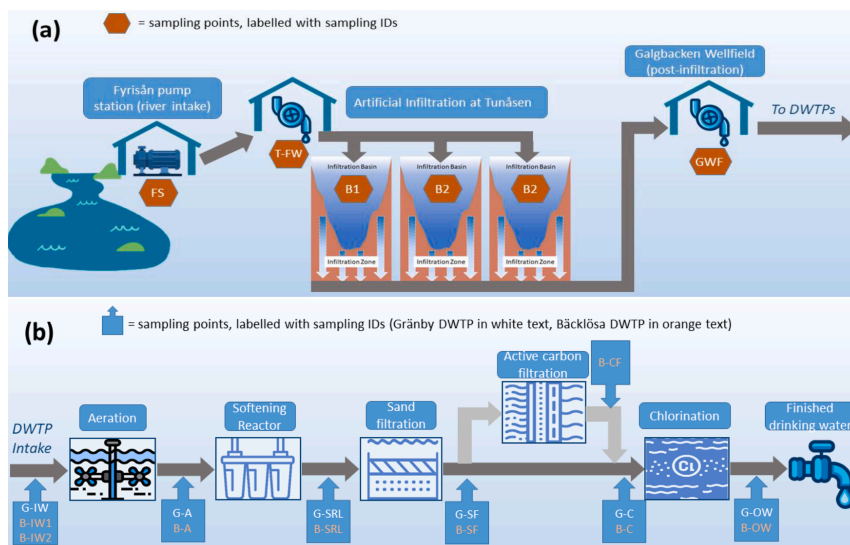 (a)
= sampling points, labelled with sampling IDs
Fyrisån pump
station (river intake)
Artificial Infiltration at Tunåsen
Galgbacken Wellfield
(post-infiltration)
To DWTPs
FS
T-FW
GWF
Infiltration Basin
Infiltration Basin
Infiltration Basin
B1
B2
B2
Infiltration Zone
Infiltration Zone
Infiltration Zone
(b)
= sampling points, labelled with sampling IDs (Gränby DWTP in white text, Bäcklösa DWTP in orange text)
Active carbon
filtration
B-CF
DWTP
Intake
Aeration
Softening
Reactor
Sand
filtration
Chlorination
Finished
drinking water
CL
G-IW
B-IW1
B-IW2
G-A
B-A
G-SRL
B-SRL
G-SF
B-SF
G-C
B-C
G-OW
B-OW